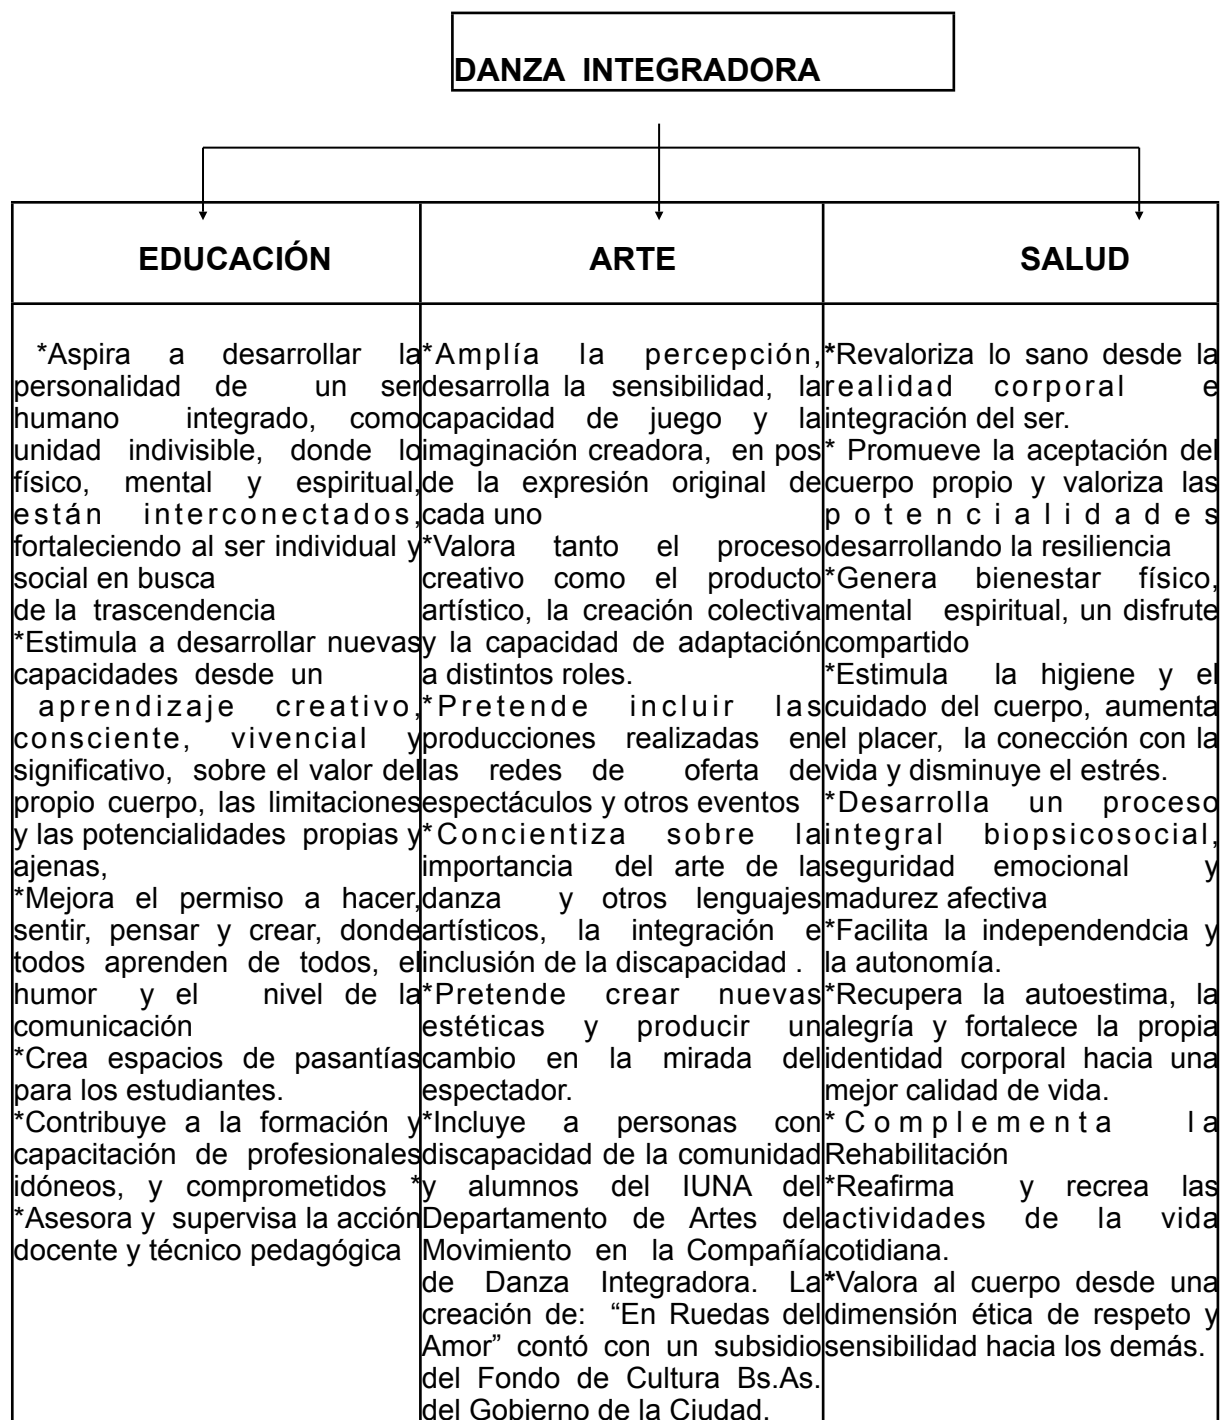 DANZA INTEGRADORA
EDUCACIÓN
*Aspira a desarrollar la
personalidad de un ser
humano integrado, como
unidad indivisible, donde lo
físico, mental y espiritual,
están interconectados,
fortaleciendo al ser individual y
social en busca
de la trascendencia
*Estimula a desarrollar nuevas
capacidades desde un
aprendizaje creativo,
consciente, vivencial y
significativo, sobre el valor del
propio cuerpo, las limitaciones
y las potencialidades propias y
ajenas,
*Mejora el permiso a hacer,
sentir, pensar y crear, donde
todos aprenden de todos, el
humor y el nivel de la
comunicación
*Crea espacios de pasantías
para los estudiantes.
*Contribuye a la formación y
capacitación de profesionales
idóneos, y comprometidos *
*Asesora y supervisa la acción
docente y técnico pedagógica
ARTE
*Amplía la percepción,
desarrolla la sensibilidad, la
capacidad de juego y la
imaginación creadora, en pos
de la expresión original de
cada uno
*Valora tanto el proceso
creativo como el producto
artístico, la creación colectiva
y la capacidad de adaptación
a distintos roles.
*Pretende incluir las
producciones realizadas en
las redes de oferta de
espectáculos y otros eventos
*Concientiza sobre la
importancia del arte de la
danza y otros lenguajes
artísticos, la integración e
inclusión de la discapacidad .
*Pretende crear nuevas
estéticas y producir un
cambio en la mirada del
espectador.
*Incluye a personas con
discapacidad de la comunidad
y alumnos del IUNA del
Departamento de Artes del
Movimiento en la Compañía
de Danza Integradora. La
creación de: “En Ruedas del
Amor” contó con un subsidio
del Fondo de Cultura Bs.As.
del Gobierno de la Ciudad.
SALUD
*Revaloriza lo sano desde la
realidad corporal e
integración del ser.
* Promueve la aceptación del
cuerpo propio y valoriza las
potencialidades
desarrollando la resiliencia
*Genera bienestar físico,
mental espiritual, un disfrute
compartido
*Estimula la higiene y el
cuidado del cuerpo, aumenta
el placer, la conección con la
vida y disminuye el estrés.
*Desarrolla un proceso
integral biopsicosocial,
seguridad emocional y
madurez afectiva
*Facilita la independendcia y
la autonomía.
*Recupera la autoestima, la
alegría y fortalece la propia
identidad corporal hacia una
mejor calidad de vida.
*Complementa la
Rehabilitación
*Reafirma y recrea las
actividades de la vida
cotidiana.
*Valora al cuerpo desde una
dimensión ética de respeto y
sensibilidad hacia los demás.